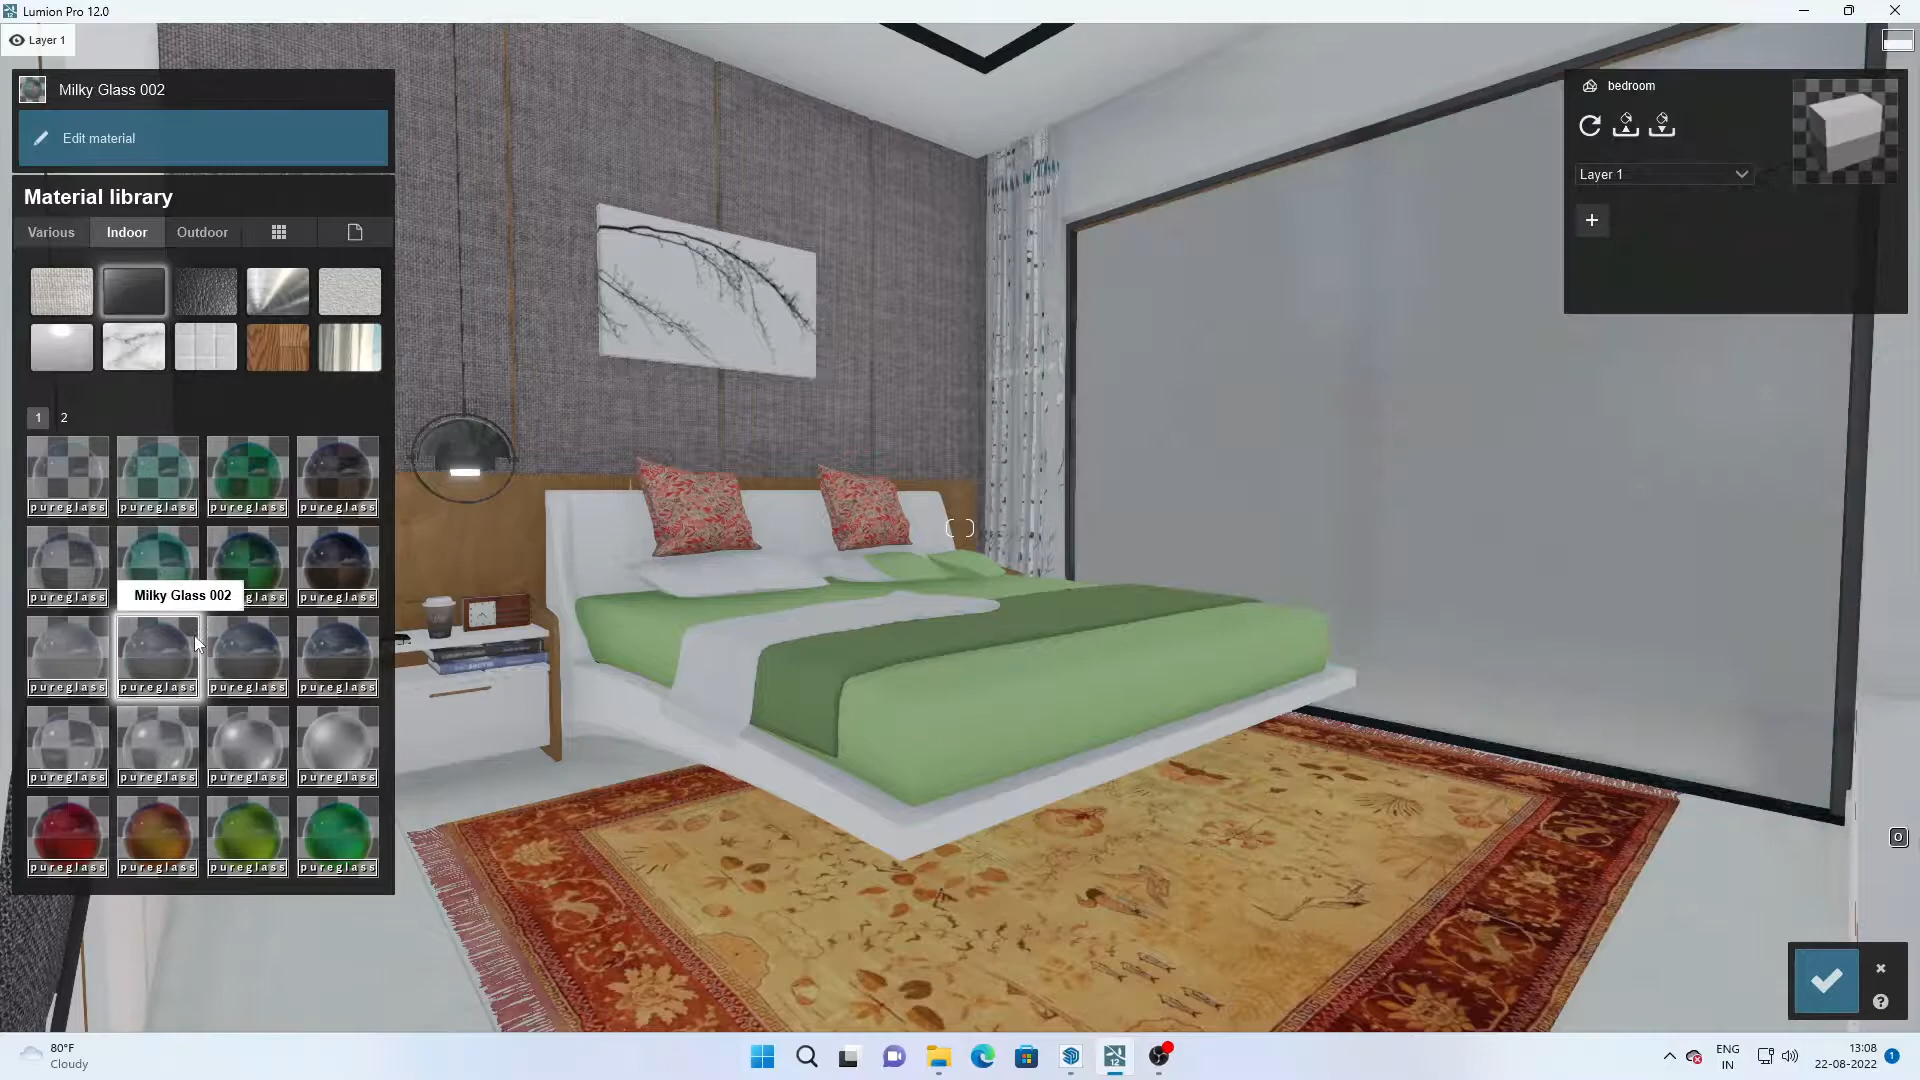 Lumion Pro 12.0
Layer 1
Milky Glass 002
Edit material
Material library
Various Indoor Outdoor
1 2
pureglass pureglass pureglass pureglass
pureglass glass pureglass
Milky Glass 002
pureglass pureglass pureglass pureglass
pureglass pureglass pureglass pureglass
pureglass pureglass pureglass pureglass
bedroom
Layer 1
80°F
Cloudy
12
ENG
IN
13:08
22-08-2022
1